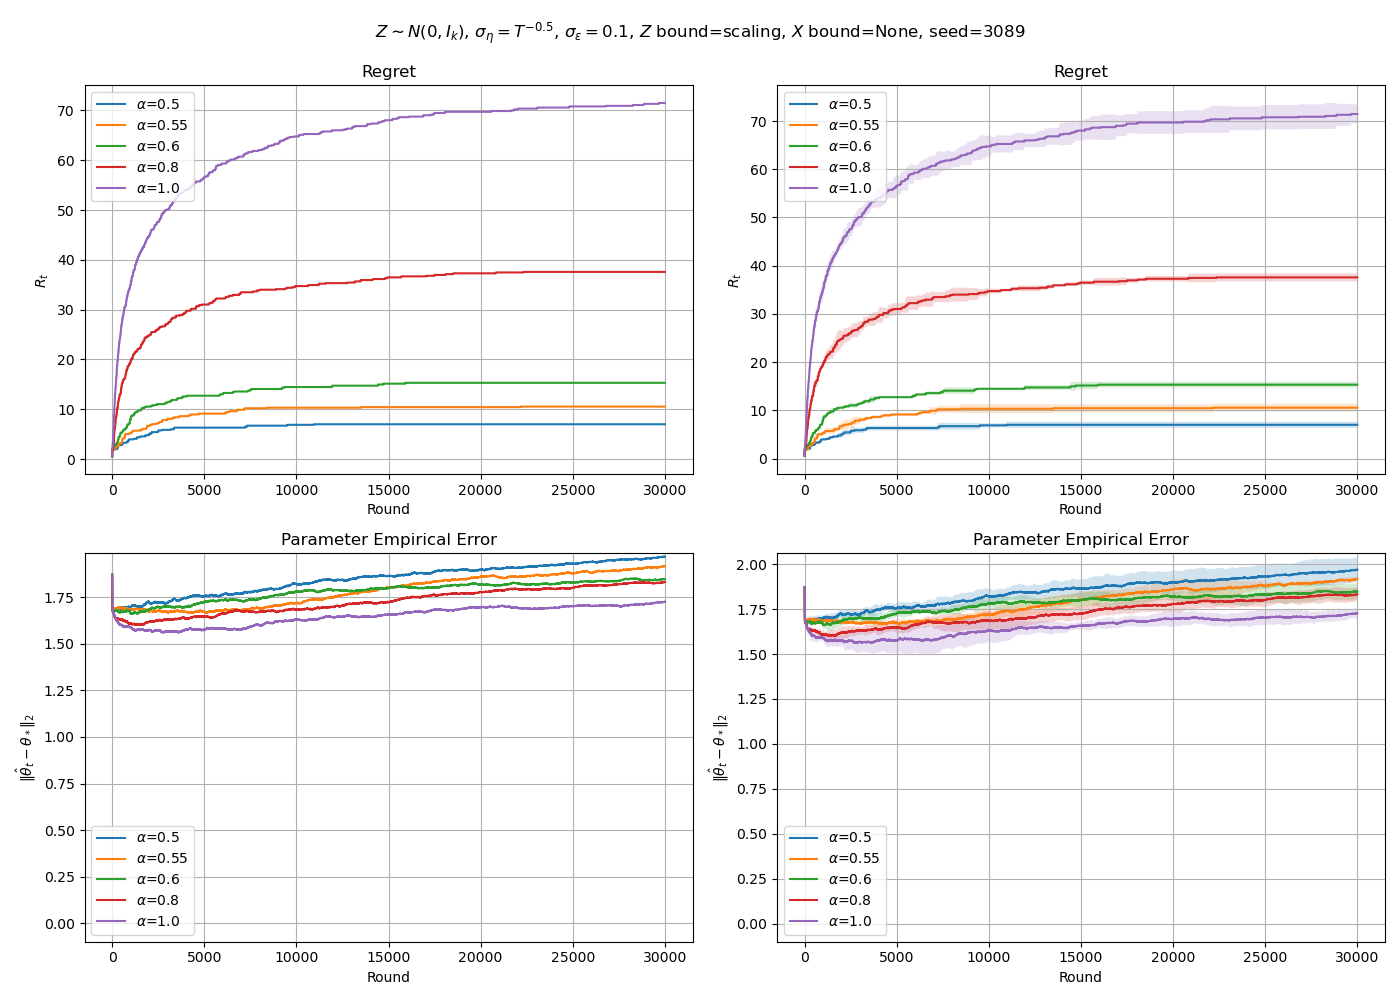 Z ~ N(0, I_k), σ_η = T^{-0.5}, σ_ε = 0.1, Z bound=scaling, X bound=None, seed=3089
Regret
R_t
70
60
50
40
30
20
10
0
α=0.5
α=0.55
α=0.6
α=0.8
α=1.0
0 5000 10000 15000 20000 25000 30000
Round
Regret
R_t
70
60
50
40
30
20
10
0
α=0.5
α=0.55
α=0.6
α=0.8
α=1.0
0 5000 10000 15000 20000 25000 30000
Round
Parameter Empirical Error
‖θ̂_t − θ_*‖_2
1.75
1.50
1.25
1.00
0.75
0.50
0.25
0.00
α=0.5
α=0.55
α=0.6
α=0.8
α=1.0
0 5000 10000 15000 20000 25000 30000
Round
Parameter Empirical Error
‖θ̂_t − θ_*‖_2
2.00
1.75
1.50
1.25
1.00
0.75
0.50
0.25
0.00
α=0.5
α=0.55
α=0.6
α=0.8
α=1.0
0 5000 10000 15000 20000 25000 30000
Round